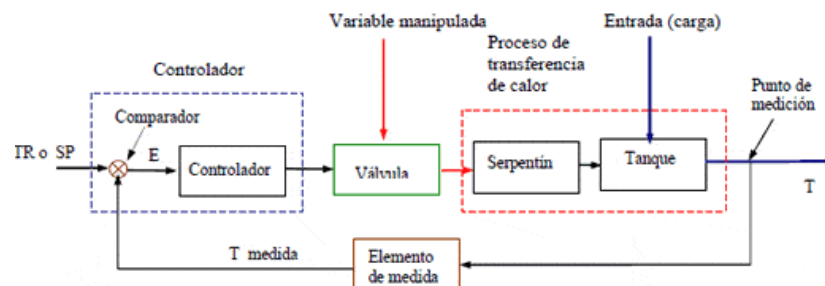 Variable manipulada
Entrada (carga)
Proceso de
transferencia
de calor
Controlador
Punto de
medición
Comparador
TR o SP
E
Controlador
Válvula
Serpentín
Tanque
T
T medida
Elemento
de medida